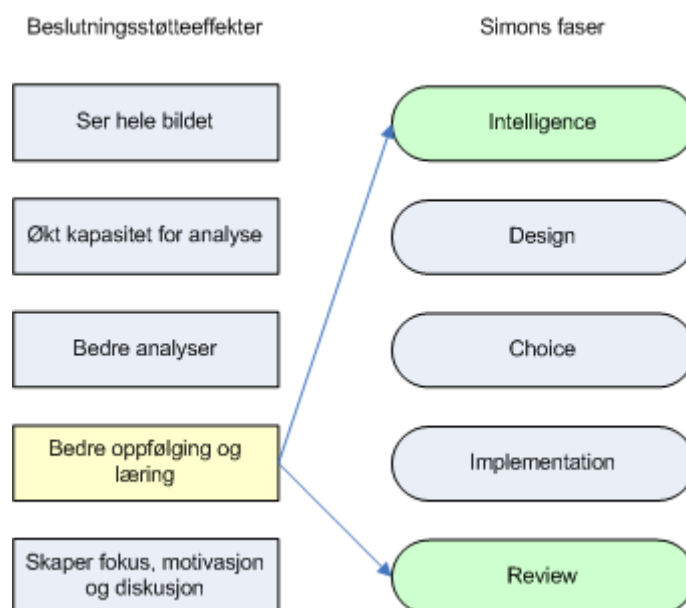 Beslutningsstøtteeffekter
Simons faser
Ser hele bildet
Intelligence
Økt kapasitet for analyse
Design
Bedre analyser
Choice
Bedre oppfølging og
læring
Implementation
Skaper fokus, motivasjon
og diskusjon
Review